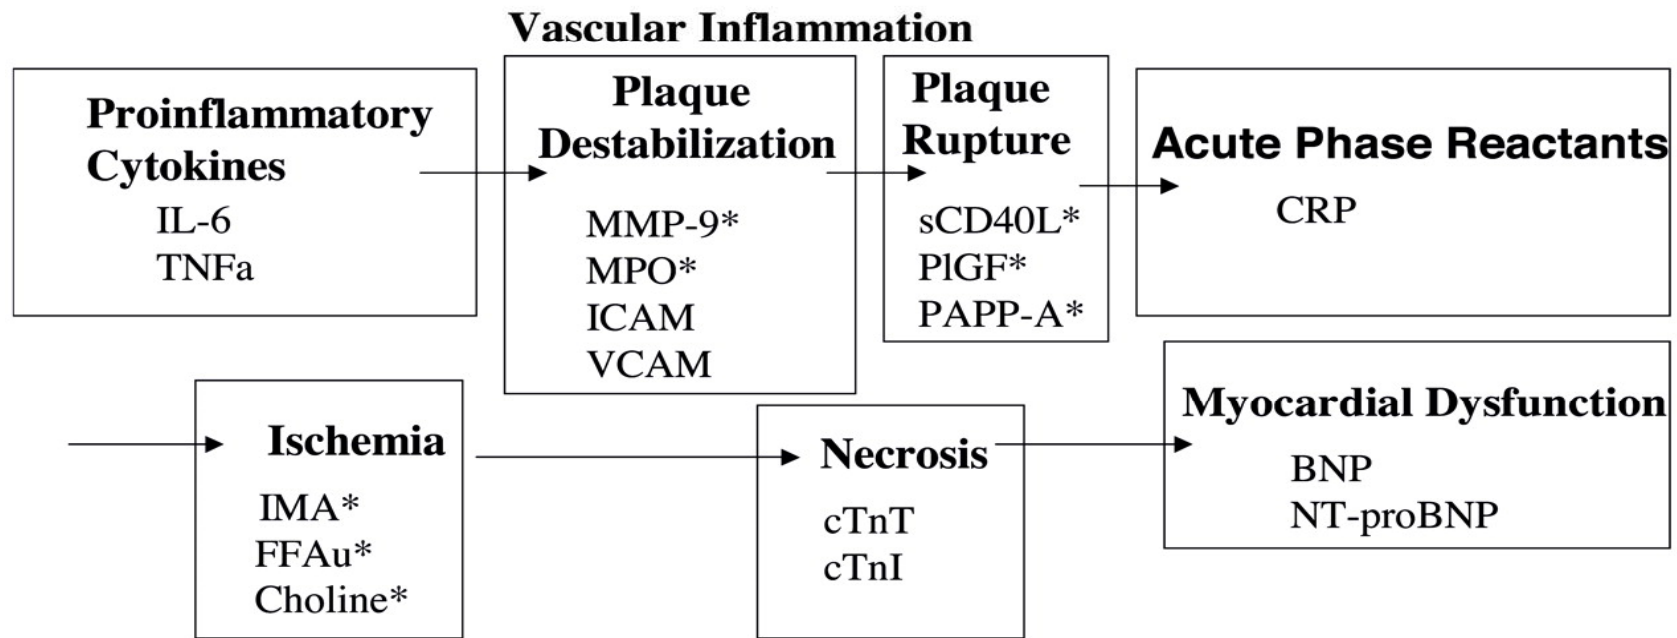 Vascular Inflammation
Proinflammatory
Cytokines
IL-6
TNFa
Plaque
Destabilization
MMP-9*
MPO*
ICAM
VCAM
Plaque
Rupture
sCD40L*
PlGF*
PAPP-A*
Acute Phase Reactants
CRP
Ischemia
IMA*
FFAu*
Choline*
Necrosis
cTnT
cTnI
Myocardial Dysfunction
BNP
NT-proBNP